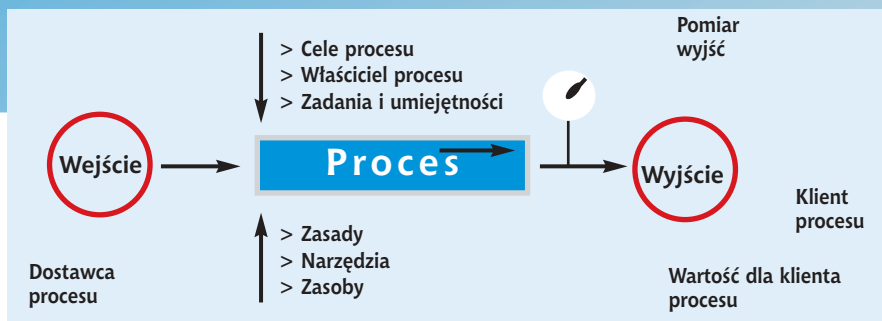 Pomiar
wyjść
> Cele procesu
> Właściciel procesu
> Zadania i umiejętności
Wejście
Proces
Wyjście
Klient
procesu
> Zasady
> Narzędzia
> Zasoby
Dostawca
procesu
Wartość dla klienta
procesu